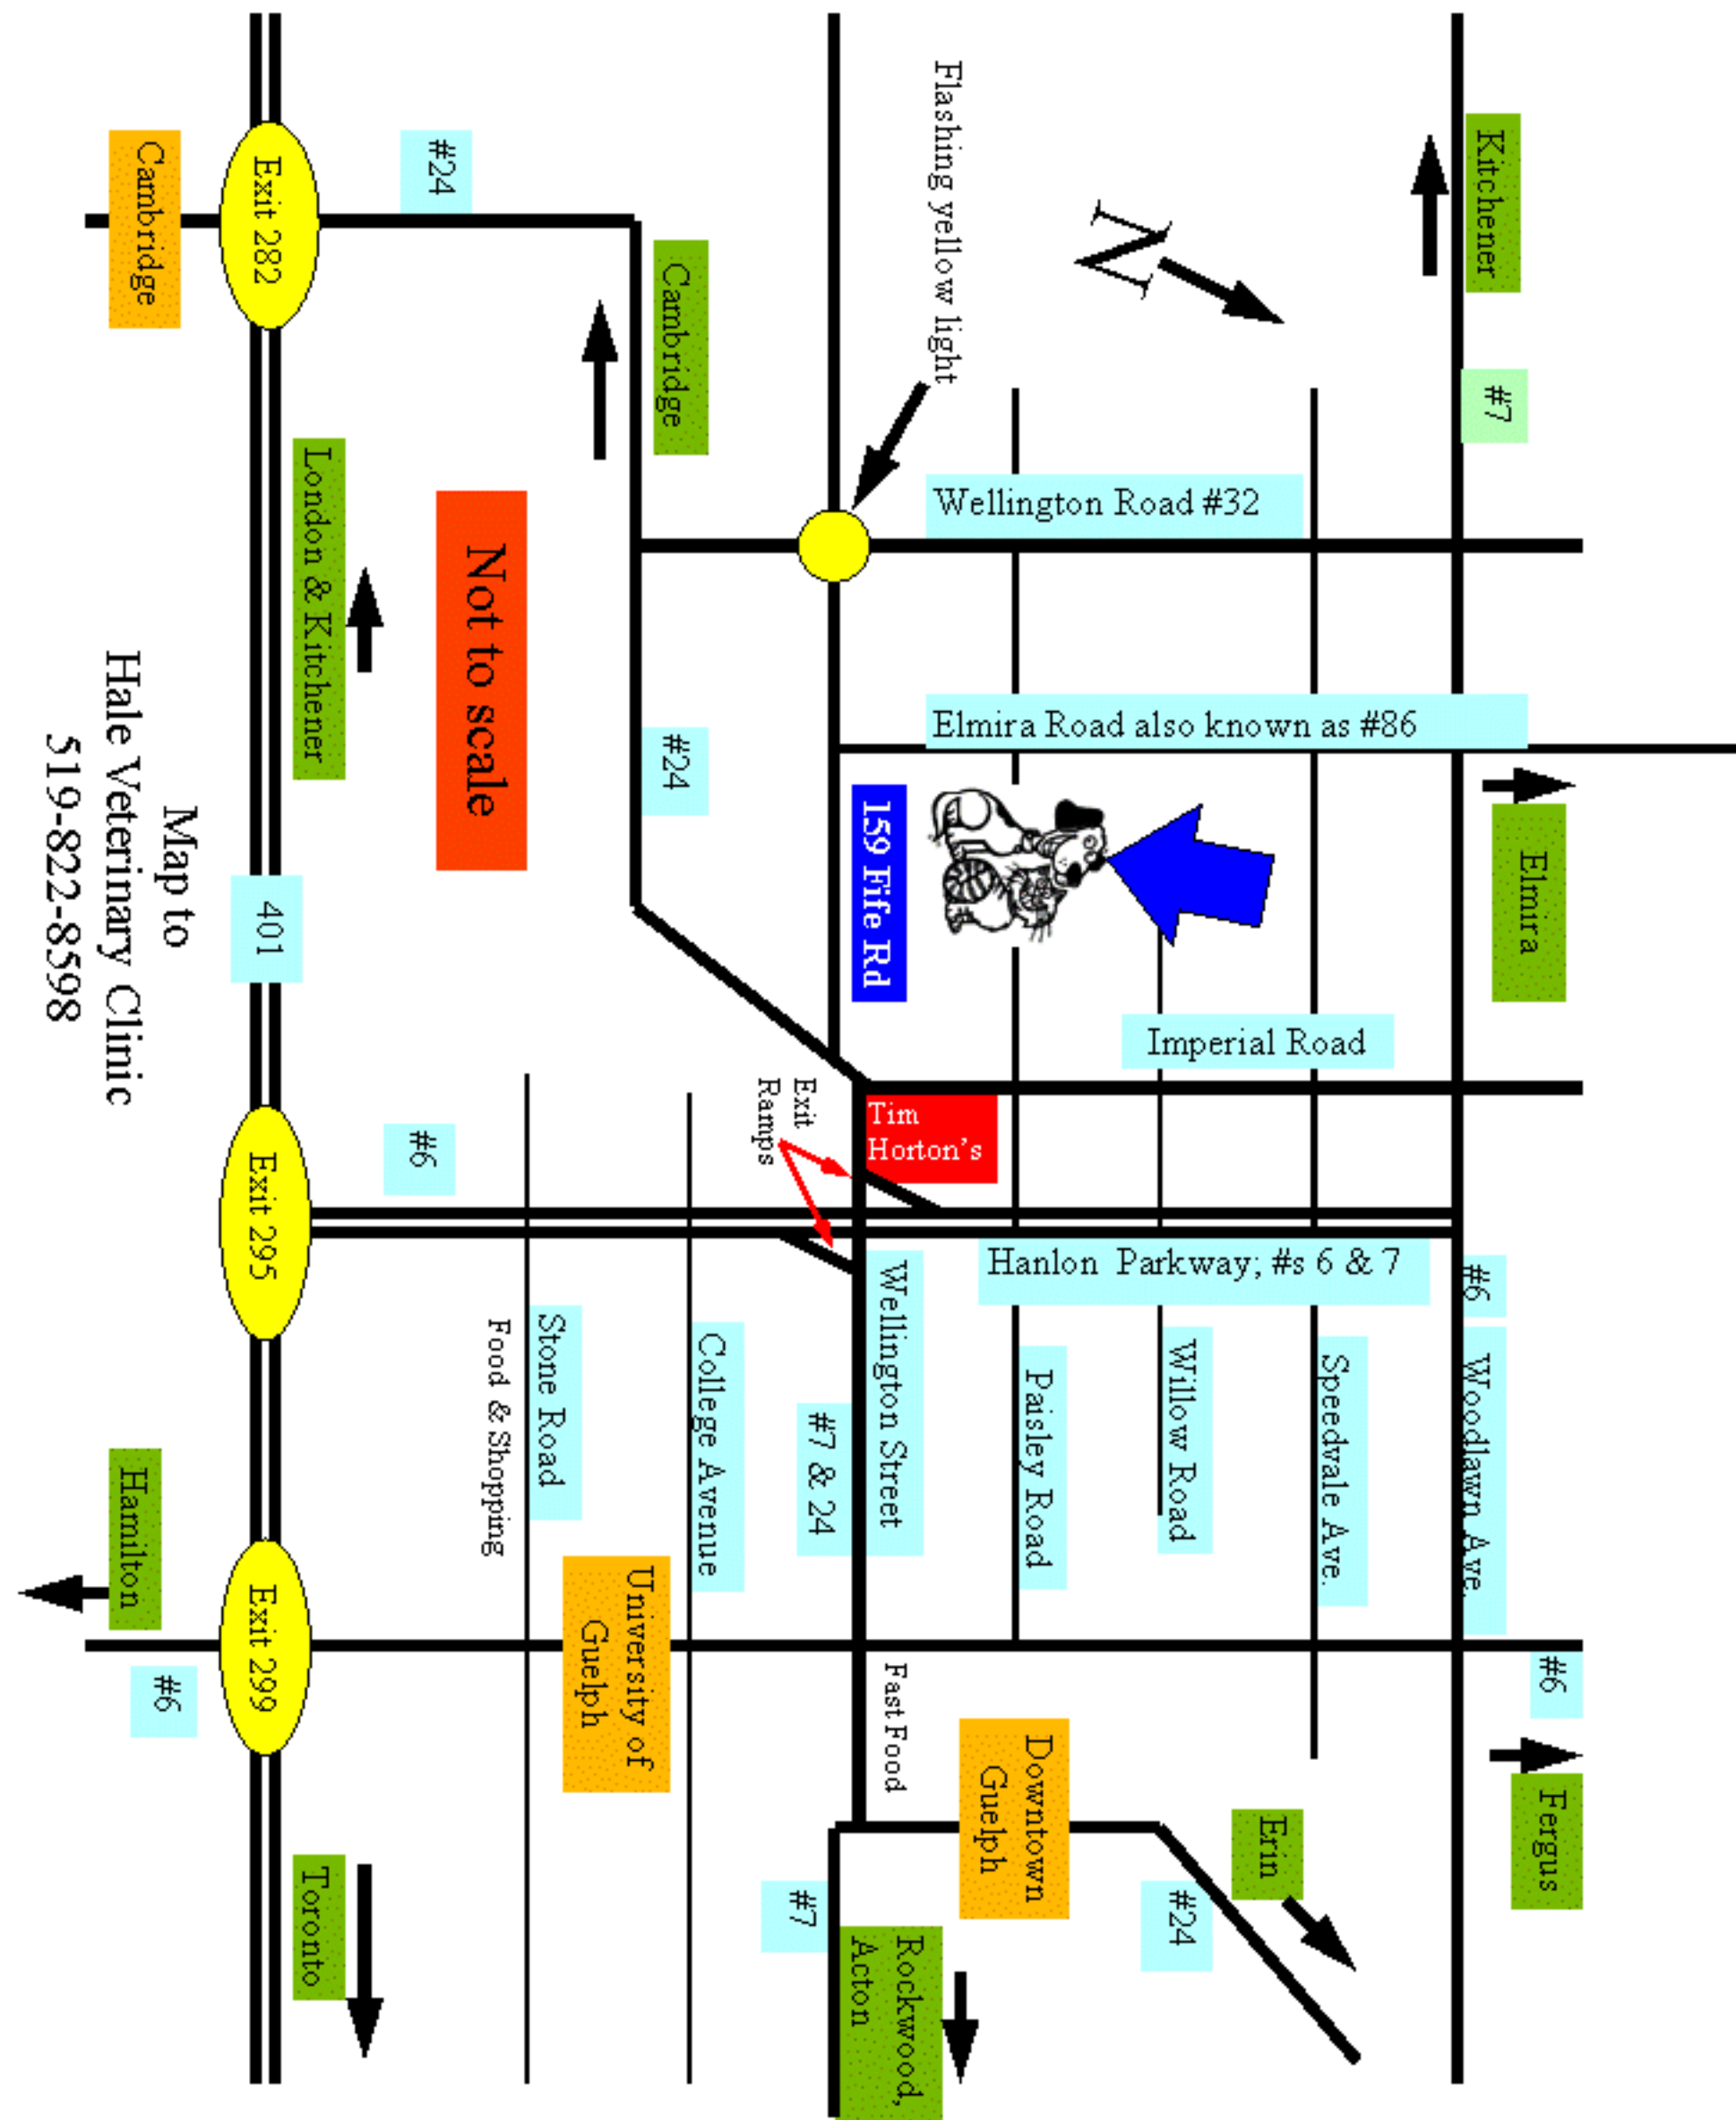 Kitchener
#7
Elmira
#6
Woodlawn Ave.
#6
Fergus
Speedvale Ave.
Erin
Willow Road
#24
Wellington Road #32
Elmira Road also known as #86
Imperial Road
Hanlon Parkway; #s 6 & 7
N
Paisley Road
Downtown
Guelph
Flashing yellow light
159 Fife Rd
Tim
Horton's
Wellington Street
Fast Food
Rockwood,
Acton
Exit
Ramps
#7 & 24
#7
Cambridge
#24
College Avenue
University of
Guelph
Stone Road
Food & Shopping
Not to scale
#24
#6
London & Kitchener
Toronto
Exit 282
401
Exit 295
Exit 299
Cambridge
Hamilton
#6
Map to
Hale Veterinary Clinic
519-822-8598